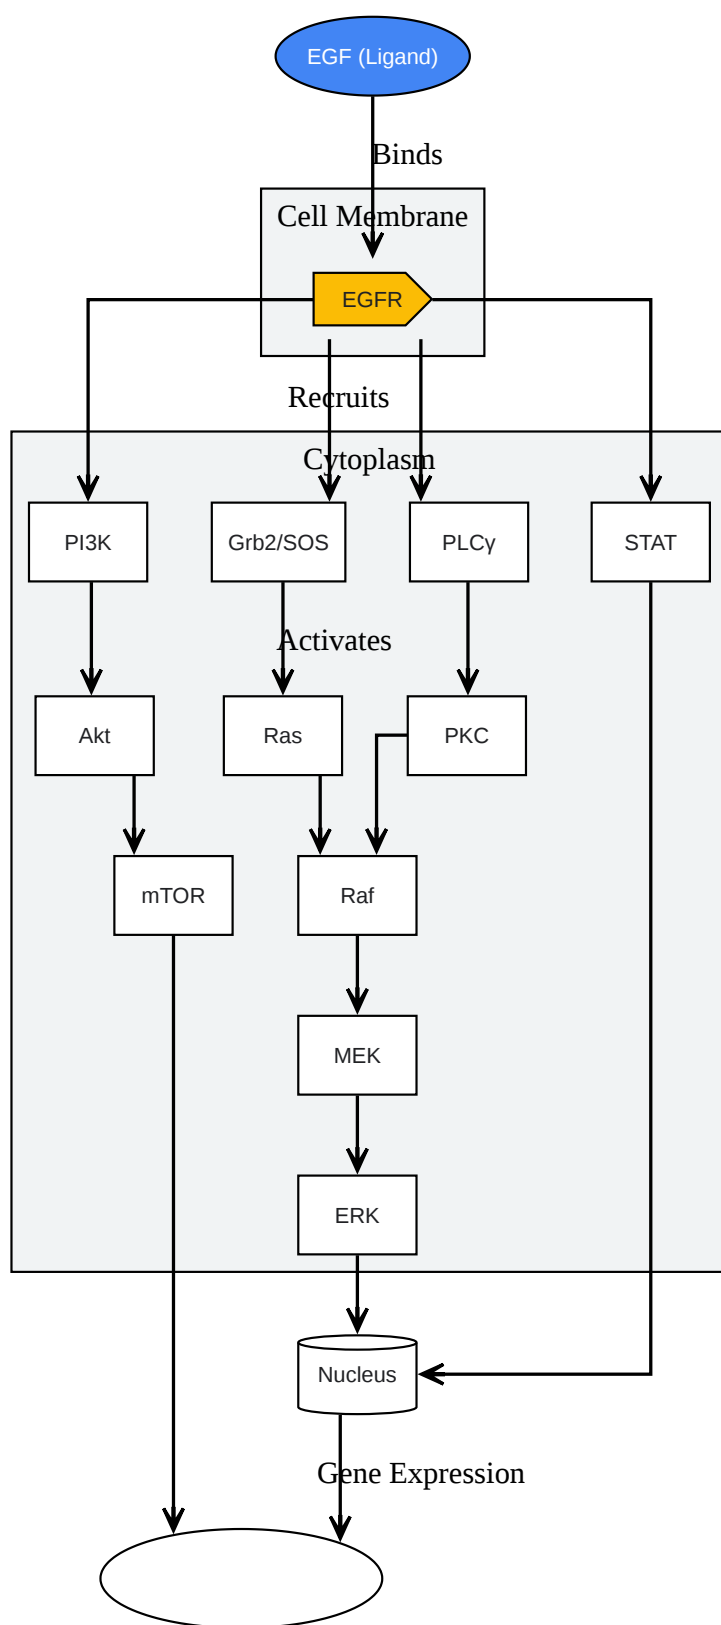 EGF (Ligand)
Binds
Cell Membrane
EGFR
Recruits
Cytoplasm
PI3K
Grb2/SOS
PLCγ
STAT
Activates
Akt
Ras
PKC
mTOR
Raf
MEK
ERK
Nucleus
Gene Expression